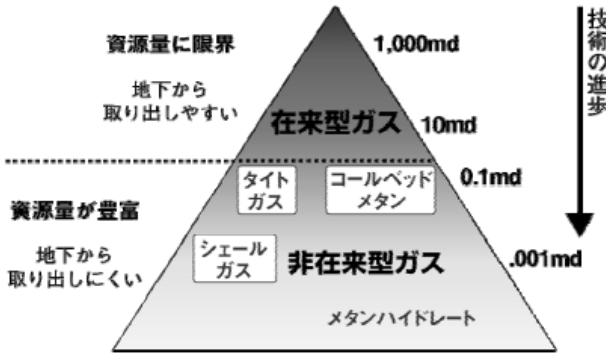 資源量に限界
1,000md
技術の進歩
地下から
取り出しやすい
在来型ガス
10md
0.1md
タイト
ガス
コールベッド
メタン
資源量が豊富
地下から
取り出しにくい
シェール
ガス
非在来型ガス
.001md
メタンハイドレート